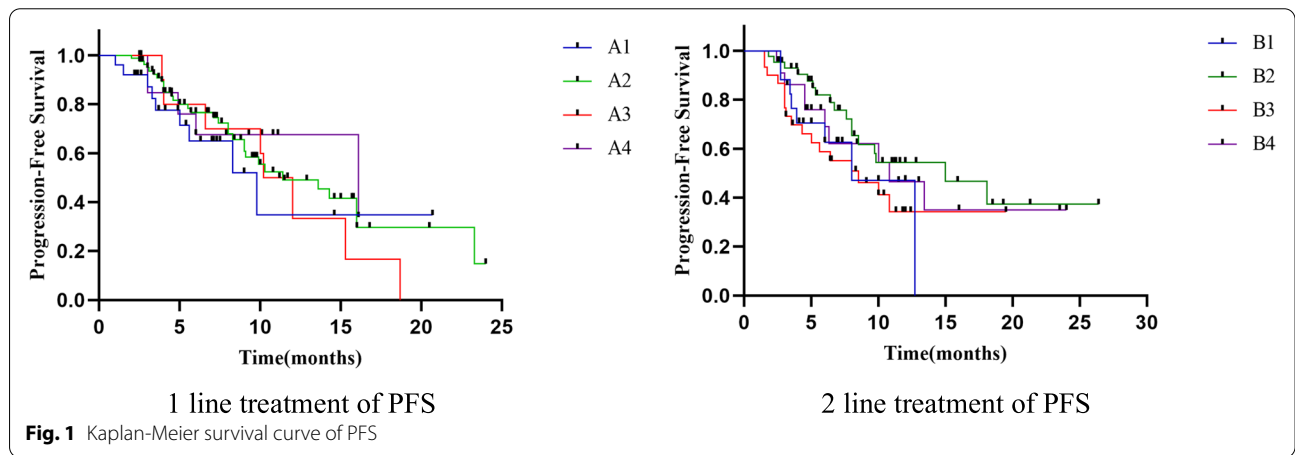 Progression-Free Survival
1.0
0.8
0.6
0.4
0.2
0.0
0 5 10 15 20 25
Time(months)
A1
A2
A3
A4
1 line treatment of PFS
Progression-Free Survival
1.0
0.8
0.6
0.4
0.2
0.0
0 5 10 15 20 25 30
Time(months)
B1
B2
B3
B4
2 line treatment of PFS
Fig. 1 Kaplan-Meier survival curve of PFS